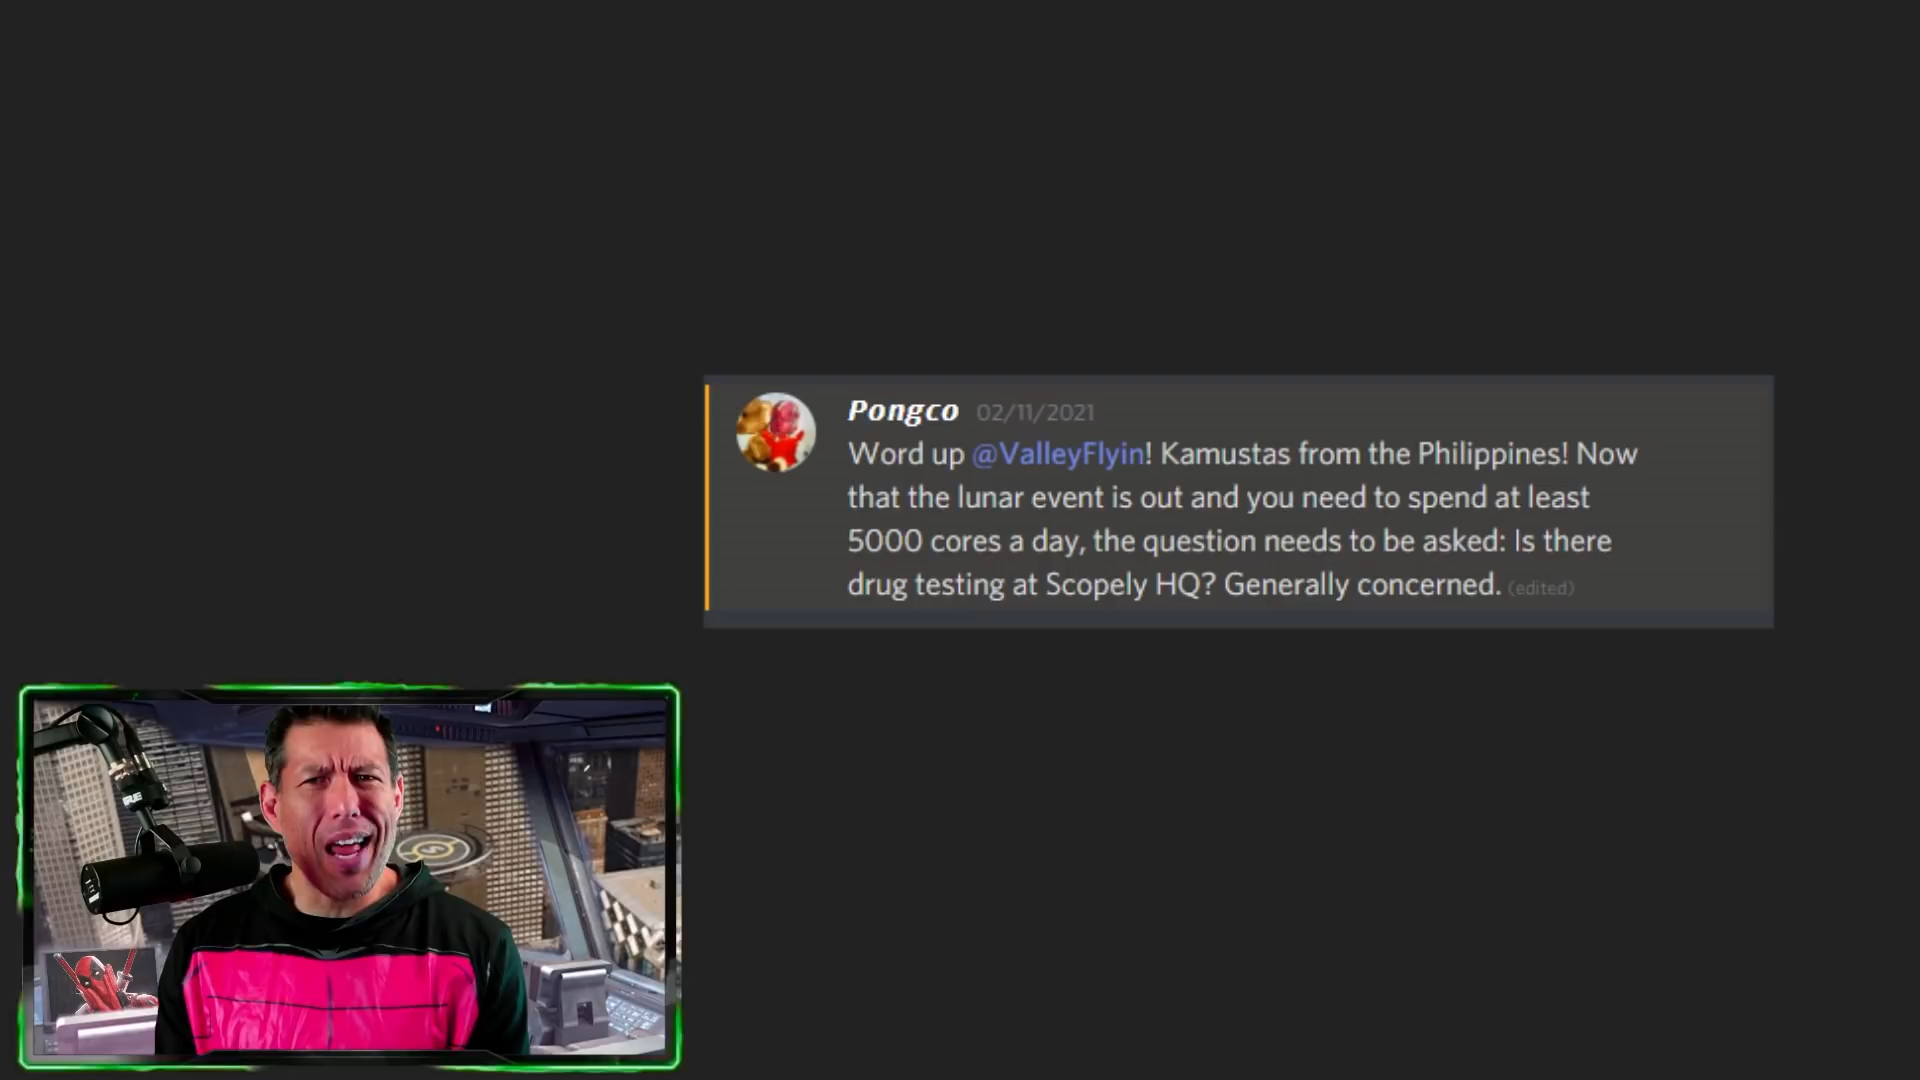 Pongco 02/11/2021
Word up @ValleyFlyin! Kamustas from the Philippines! Now
that the lunar event is out and you need to spend at least
5000 cores a day, the question needs to be asked: Is there
drug testing at Scopely HQ? Generally concerned. (edited)